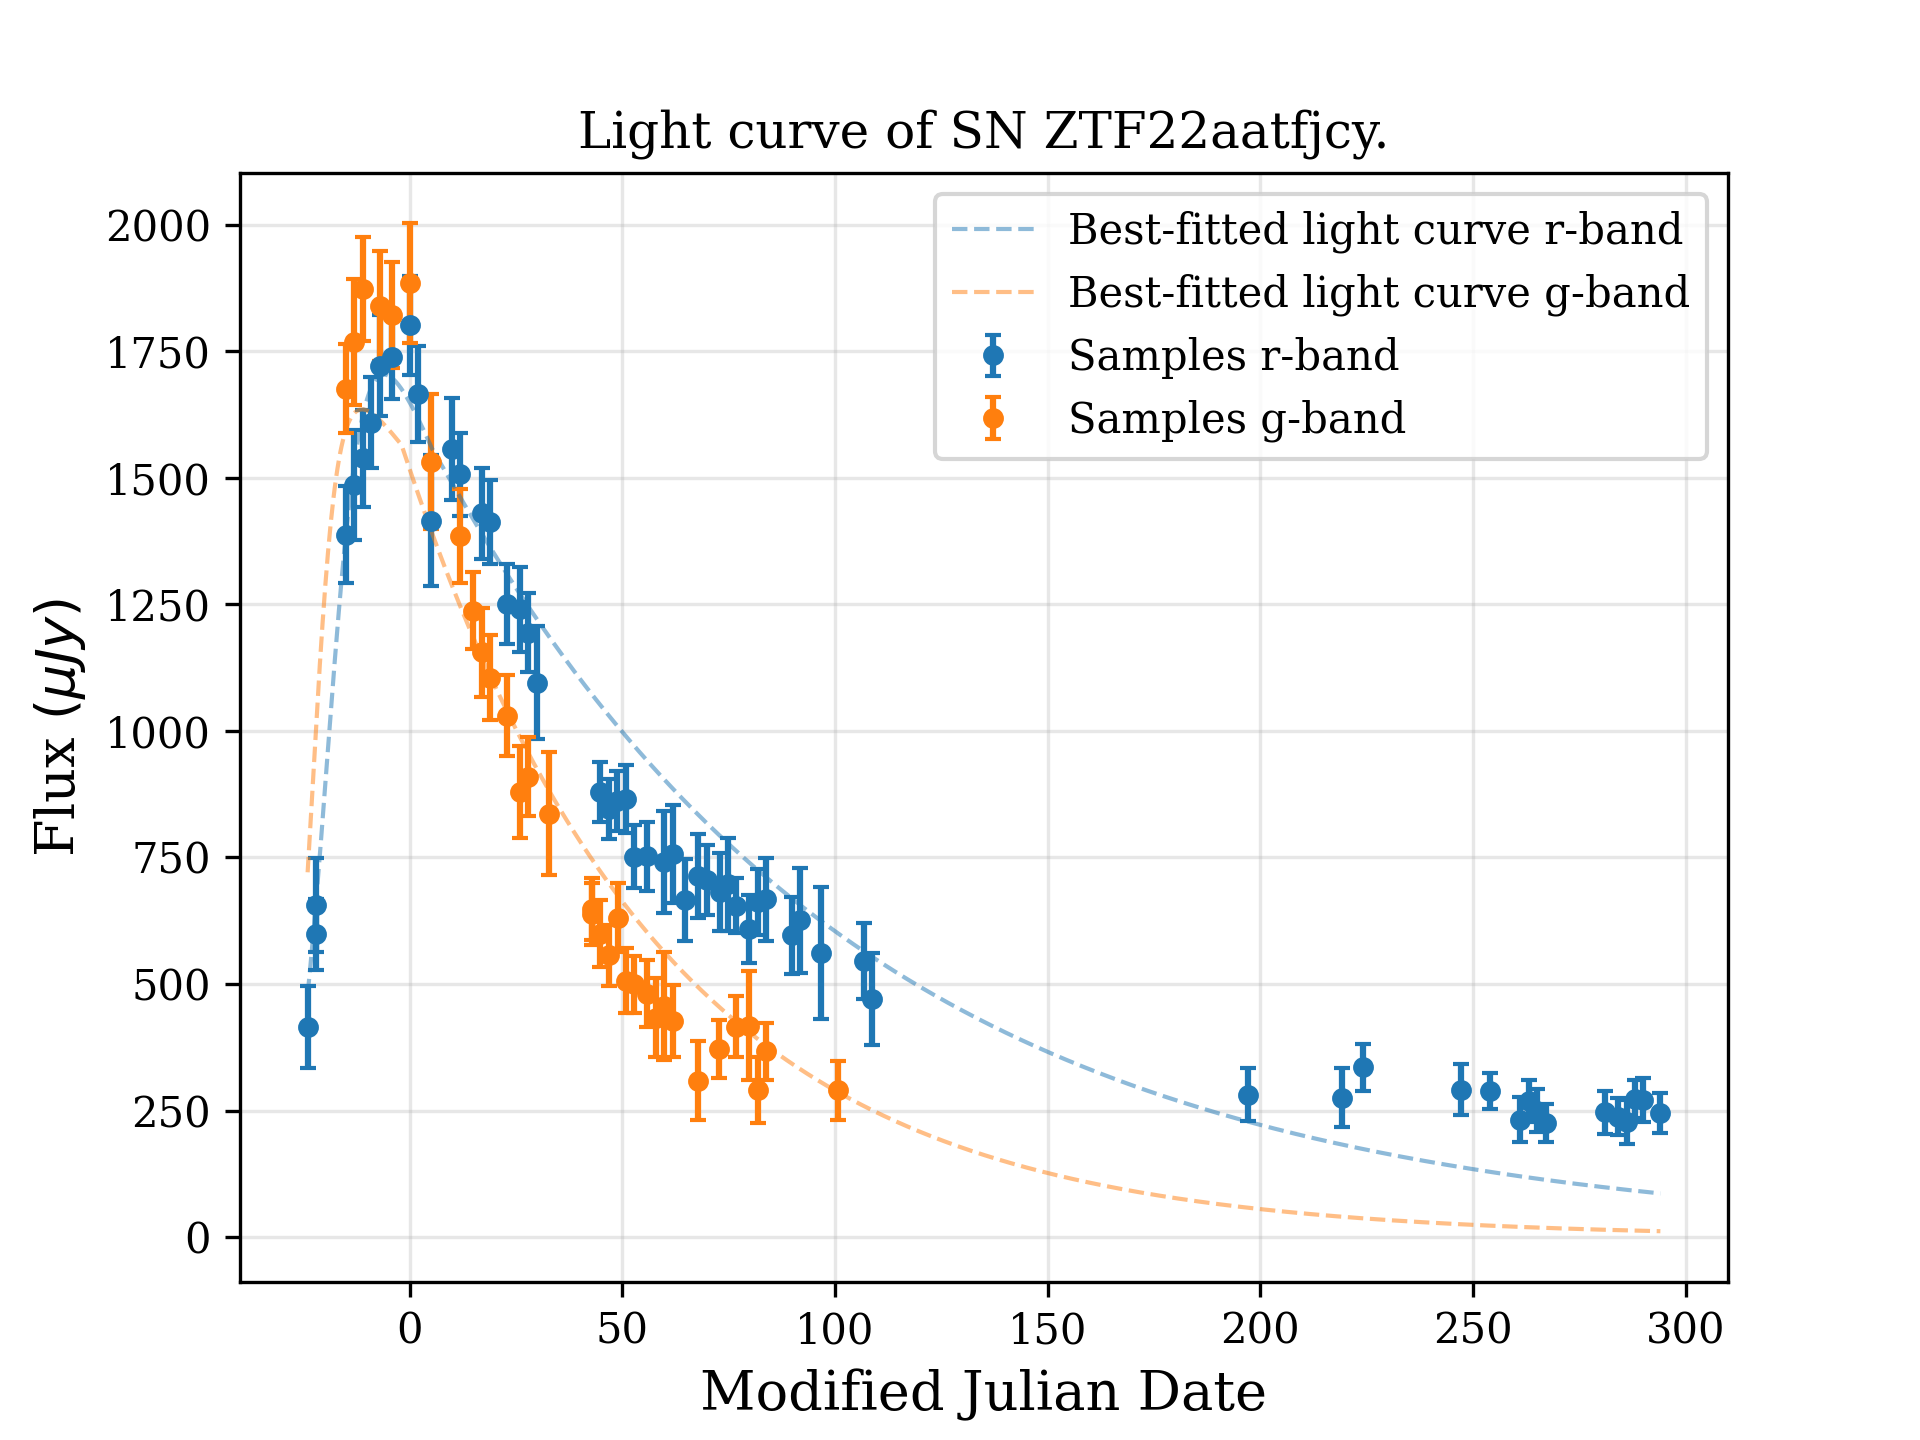 Light curve of SN ZTF22aatfjcy.
Best-fitted light curve r-band
Best-fitted light curve g-band
Samples r-band
Samples g-band
Flux (μJy)
2000
1750
1500
1250
1000
750
500
250
0
0 50 100 150 200 250 300
Modified Julian Date